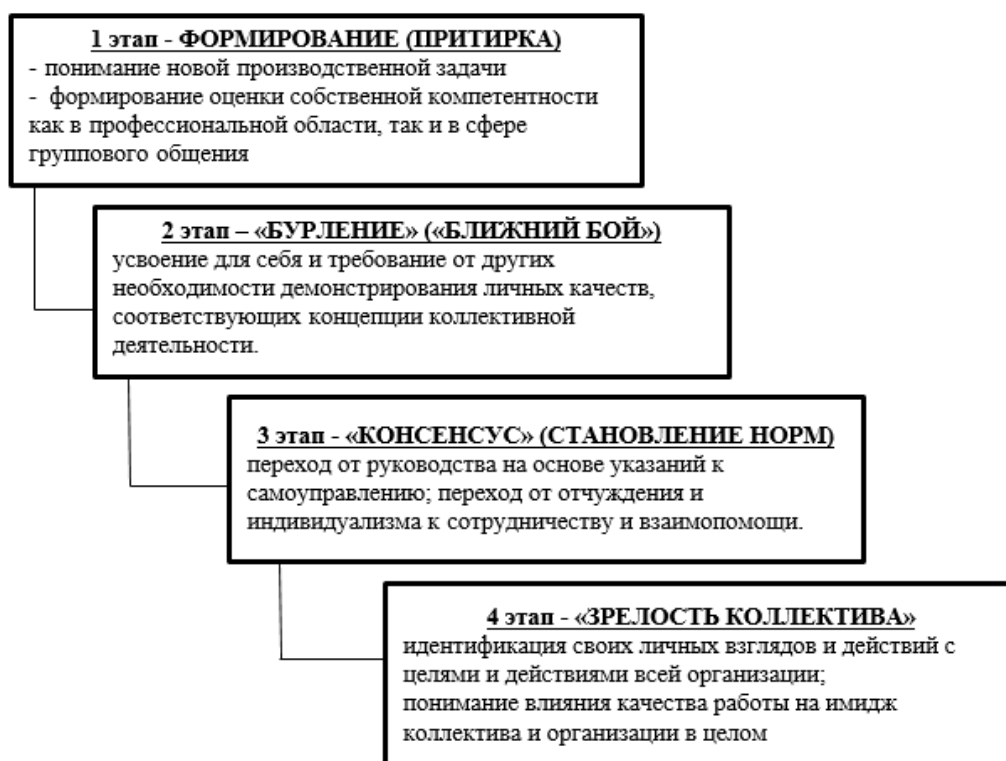 1 этап - ФОРМИРОВАНИЕ (ПРИТИРКА)
- понимание новой производственной задачи
- формирование оценки собственной компетентности
как в профессиональной области, так и в сфере
группового общения
2 этап – «БУРЛЕНИЕ» («БЛИЖНИЙ БОЙ»)
усвоение для себя и требование от других
необходимости демонстрирования личных качеств,
соответствующих концепции коллективной
деятельности.
3 этап - «КОНСЕНСУС» (СТАНОВЛЕНИЕ НОРМ)
переход от руководства на основе указаний к
самоуправлению; переход от отчуждения и
индивидуализма к сотрудничеству и взаимопомощи.
4 этап - «ЗРЕЛОСТЬ КОЛЛЕКТИВА»
идентификация своих личных взглядов и действий с
целями и действиями всей организации;
понимание влияния качества работы на имидж
коллектива и организации в целом